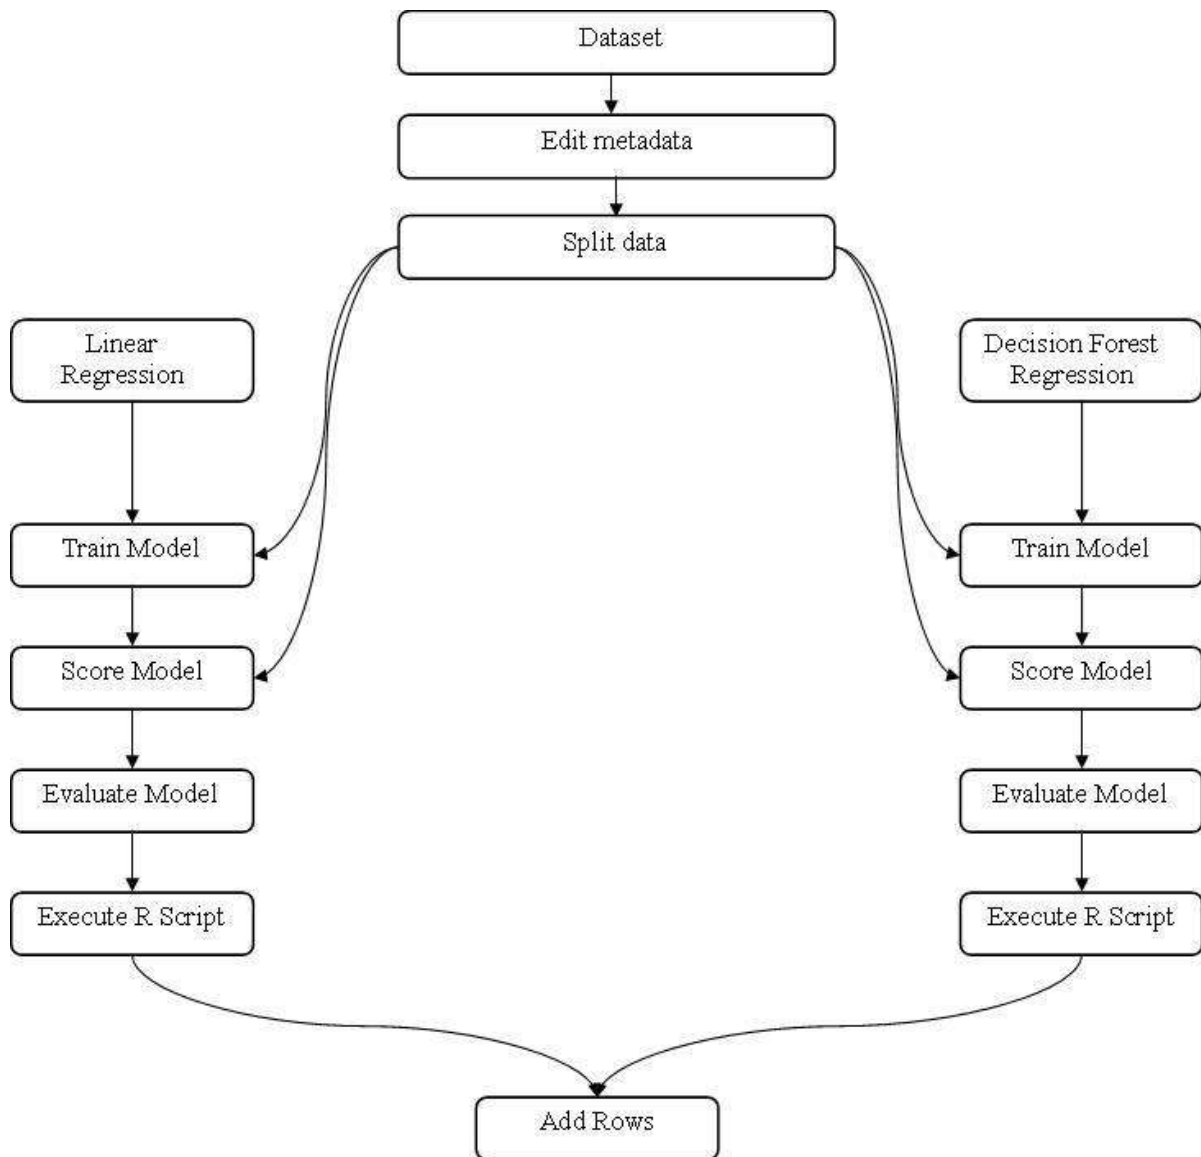 Dataset
Edit metadata
Split data
Linear
Regression
Decision Forest
Regression
Train Model
Train Model
Score Model
Score Model
Evaluate Model
Evaluate Model
Execute R Script
Execute R Script
Add Rows